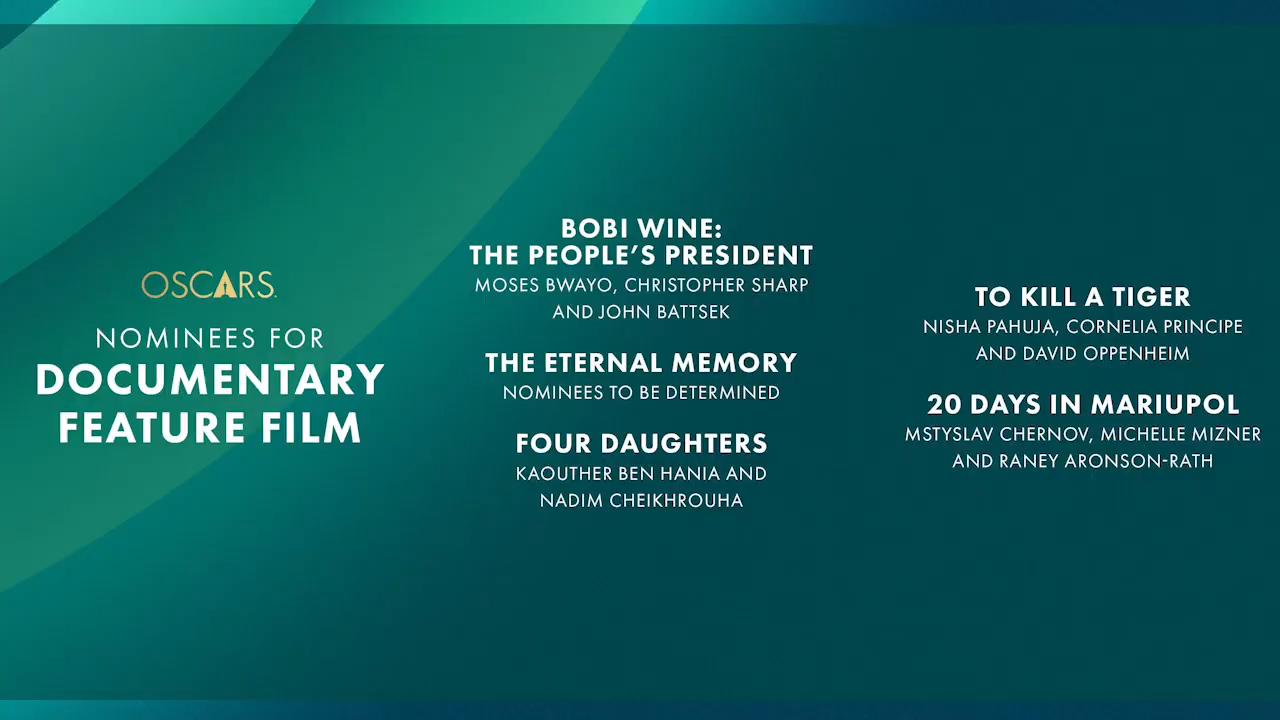 OSCARS.
NOMINEES FOR
DOCUMENTARY
FEATURE FILM
BOBI WINE:
THE PEOPLE’S PRESIDENT
MOSES BWAYO, CHRISTOPHER SHARP
AND JOHN BATTSEK
THE ETERNAL MEMORY
NOMINEES TO BE DETERMINED
FOUR DAUGHTERS
KAOUTHER BEN HANIA AND
NADIM CHEIKHROUHA
TO KILL A TIGER
NISHA PAHUJA, CORNELIA PRINCIPE
AND DAVID OPPENHEIM
20 DAYS IN MARIUPOL
MSTYSLAV CHERNOV, MICHELLE MIZNER
AND RANEY ARONSON-RATH